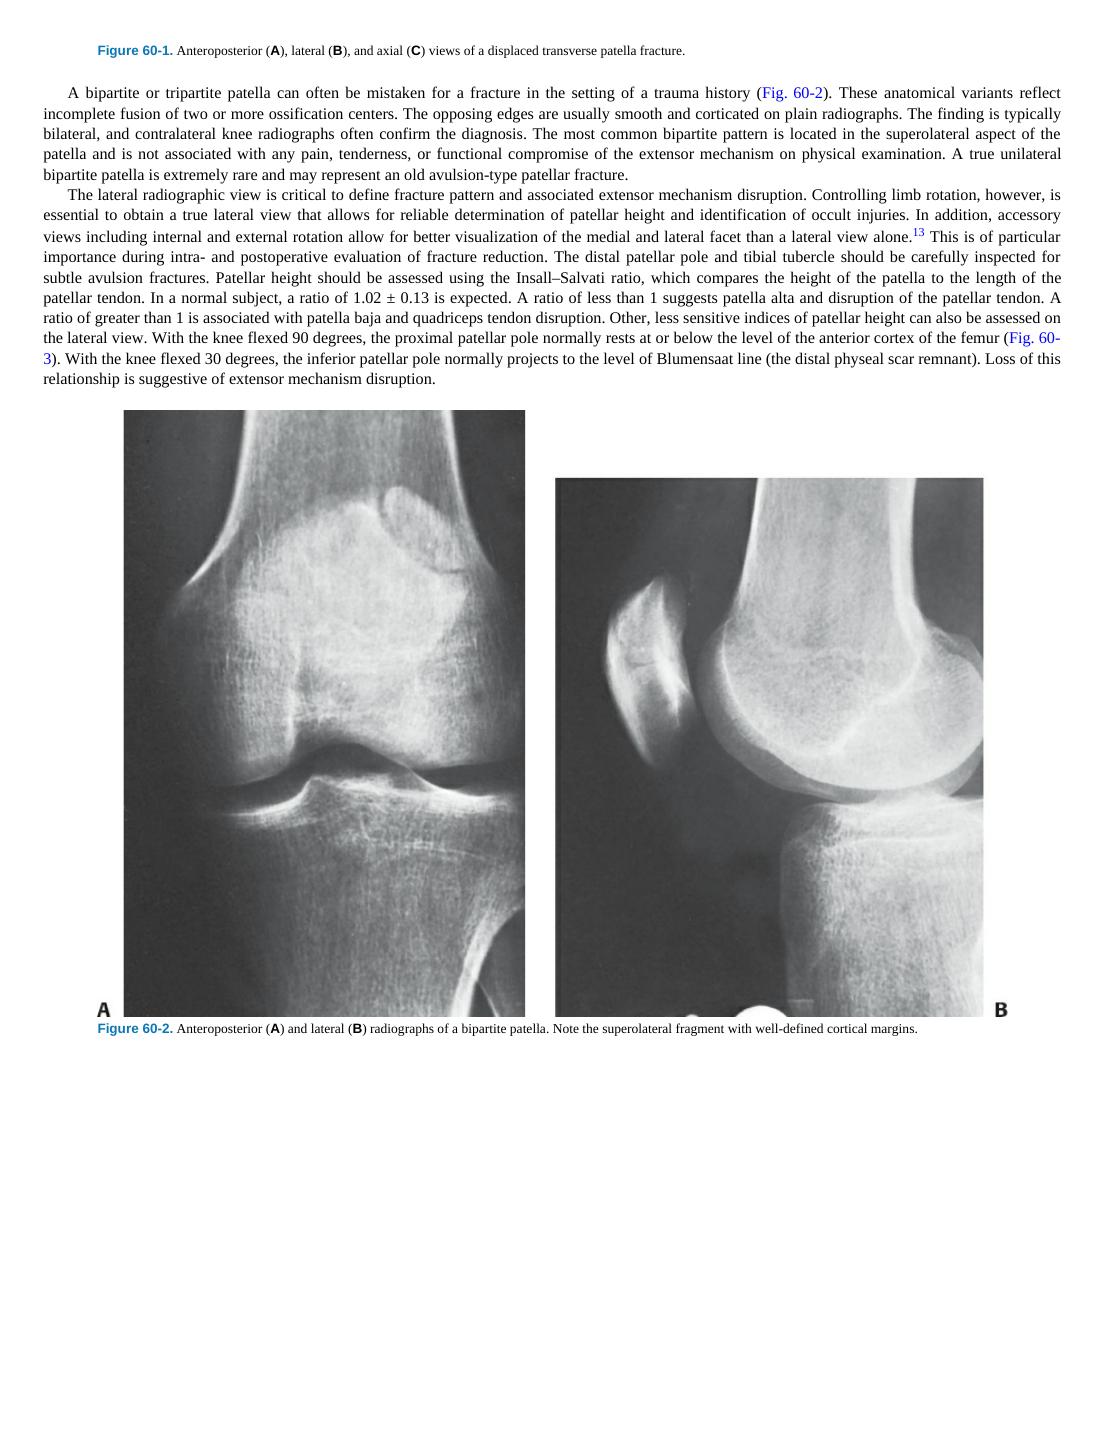 Figure 60-1. Anteroposterior (A), lateral (B), and axial (C) views of a displaced transverse patella fracture.
A bipartite or tripartite patella can often be mistaken for a fracture in the setting of a trauma history (Fig. 60-2). These anatomical variants reflect
incomplete fusion of two or more ossification centers. The opposing edges are usually smooth and corticated on plain radiographs. The finding is typically
bilateral, and contralateral knee radiographs often confirm the diagnosis. The most common bipartite pattern is located in the superolateral aspect of the
patella and is not associated with any pain, tenderness, or functional compromise of the extensor mechanism on physical examination. A true unilateral
bipartite patella is extremely rare and may represent an old avulsion-type patellar fracture.
The lateral radiographic view is critical to define fracture pattern and associated extensor mechanism disruption. Controlling limb rotation, however, is
essential to obtain a true lateral view that allows for reliable determination of patellar height and identification of occult injuries. In addition, accessory
views including internal and external rotation allow for better visualization of the medial and lateral facet than a lateral view alone.13 This is of particular
importance during intra- and postoperative evaluation of fracture reduction. The distal patellar pole and tibial tubercle should be carefully inspected for
subtle avulsion fractures. Patellar height should be assessed using the Insall–Salvati ratio, which compares the height of the patella to the length of the
patellar tendon. In a normal subject, a ratio of 1.02 ± 0.13 is expected. A ratio of less than 1 suggests patella alta and disruption of the patellar tendon. A
ratio of greater than 1 is associated with patella baja and quadriceps tendon disruption. Other, less sensitive indices of patellar height can also be assessed on
the lateral view. With the knee flexed 90 degrees, the proximal patellar pole normally rests at or below the level of the anterior cortex of the femur (Fig. 60-
3). With the knee flexed 30 degrees, the inferior patellar pole normally projects to the level of Blumensaat line (the distal physeal scar remnant). Loss of this
relationship is suggestive of extensor mechanism disruption.
A
B
Figure 60-2. Anteroposterior (A) and lateral (B) radiographs of a bipartite patella. Note the superolateral fragment with well-defined cortical margins.